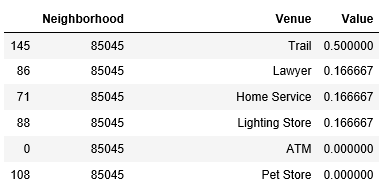 Neighborhood Venue Value
145 85045 Trail 0.500000
86 85045 Lawyer 0.166667
71 85045 Home Service 0.166667
88 85045 Lighting Store 0.166667
0 85045 ATM 0.000000
108 85045 Pet Store 0.000000